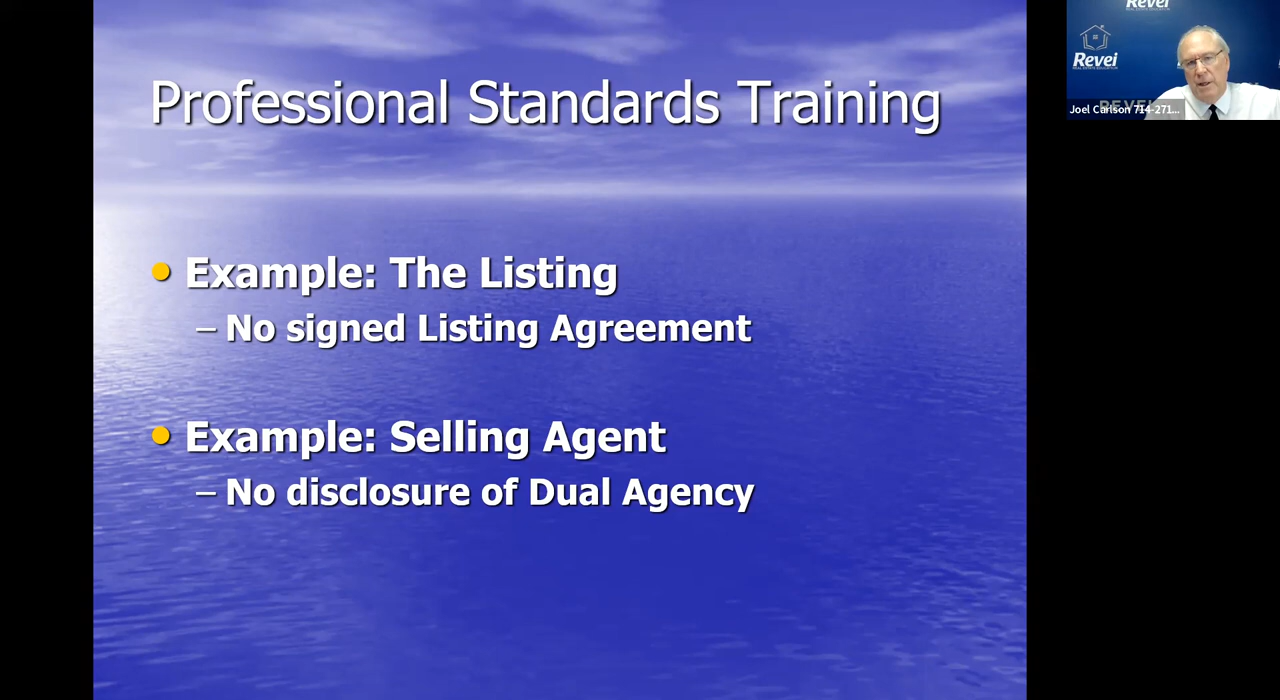 Professional Standards Training
Example: The Listing
– No signed Listing Agreement
Example: Selling Agent
– No disclosure of Dual Agency
Revei
Revei
REVEI
Joel Carlson 714-271...